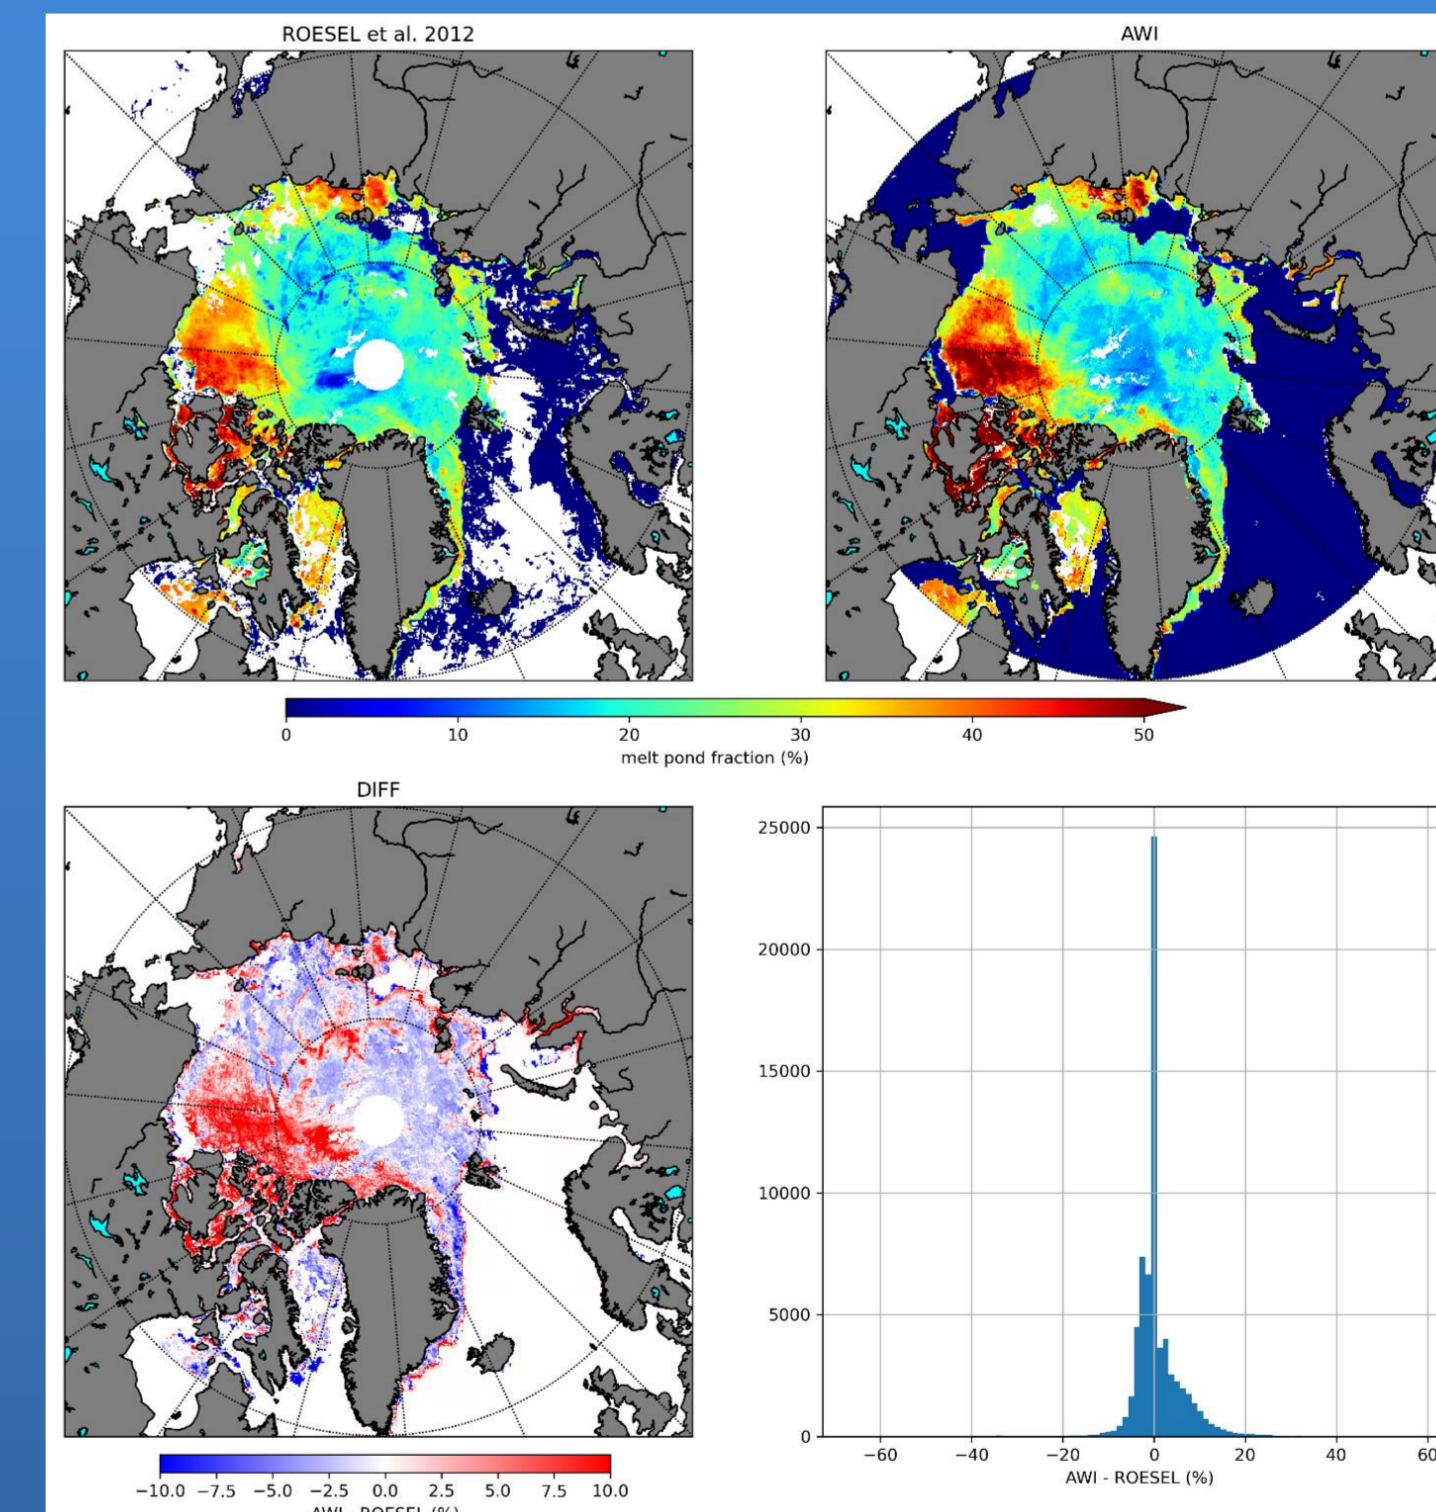 ROESEL et al. 2012
AWI
0 10 20 30 40 50
melt pond fraction (%)
DIFF
25000
20000
15000
10000
5000
0
−60 −40 −20 0 20 40 60
AWI - ROESEL (%)
−10.0 −7.5 −5.0 −2.5 0.0 2.5 5.0 7.5 10.0
AWI - ROESEL (%)